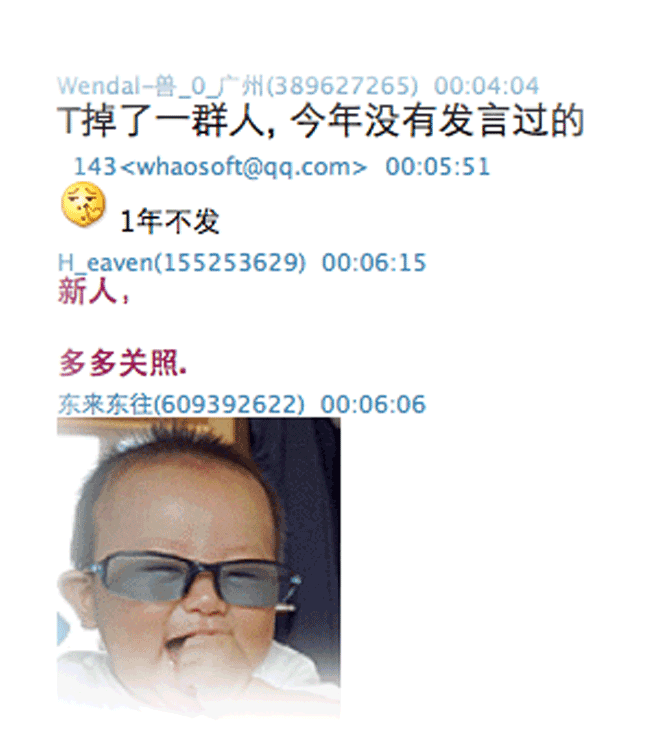 Wendal-兽_0_广州(389627265) 00:04:04
T掉了一群人, 今年没有发言过的
143<whaosoft@qq.com> 00:05:51
1年不发
H_eaven(155253629) 00:06:15
新人，
多多关照.
东来东往(609392622) 00:06:06